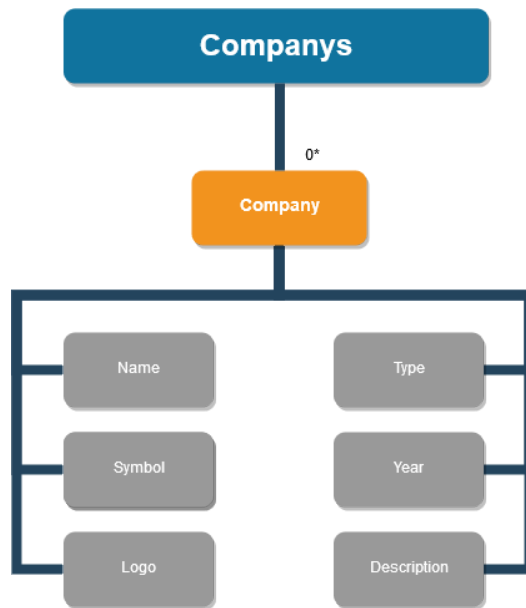 Companys
0*
Company
Name
Type
Symbol
Year
Logo
Description